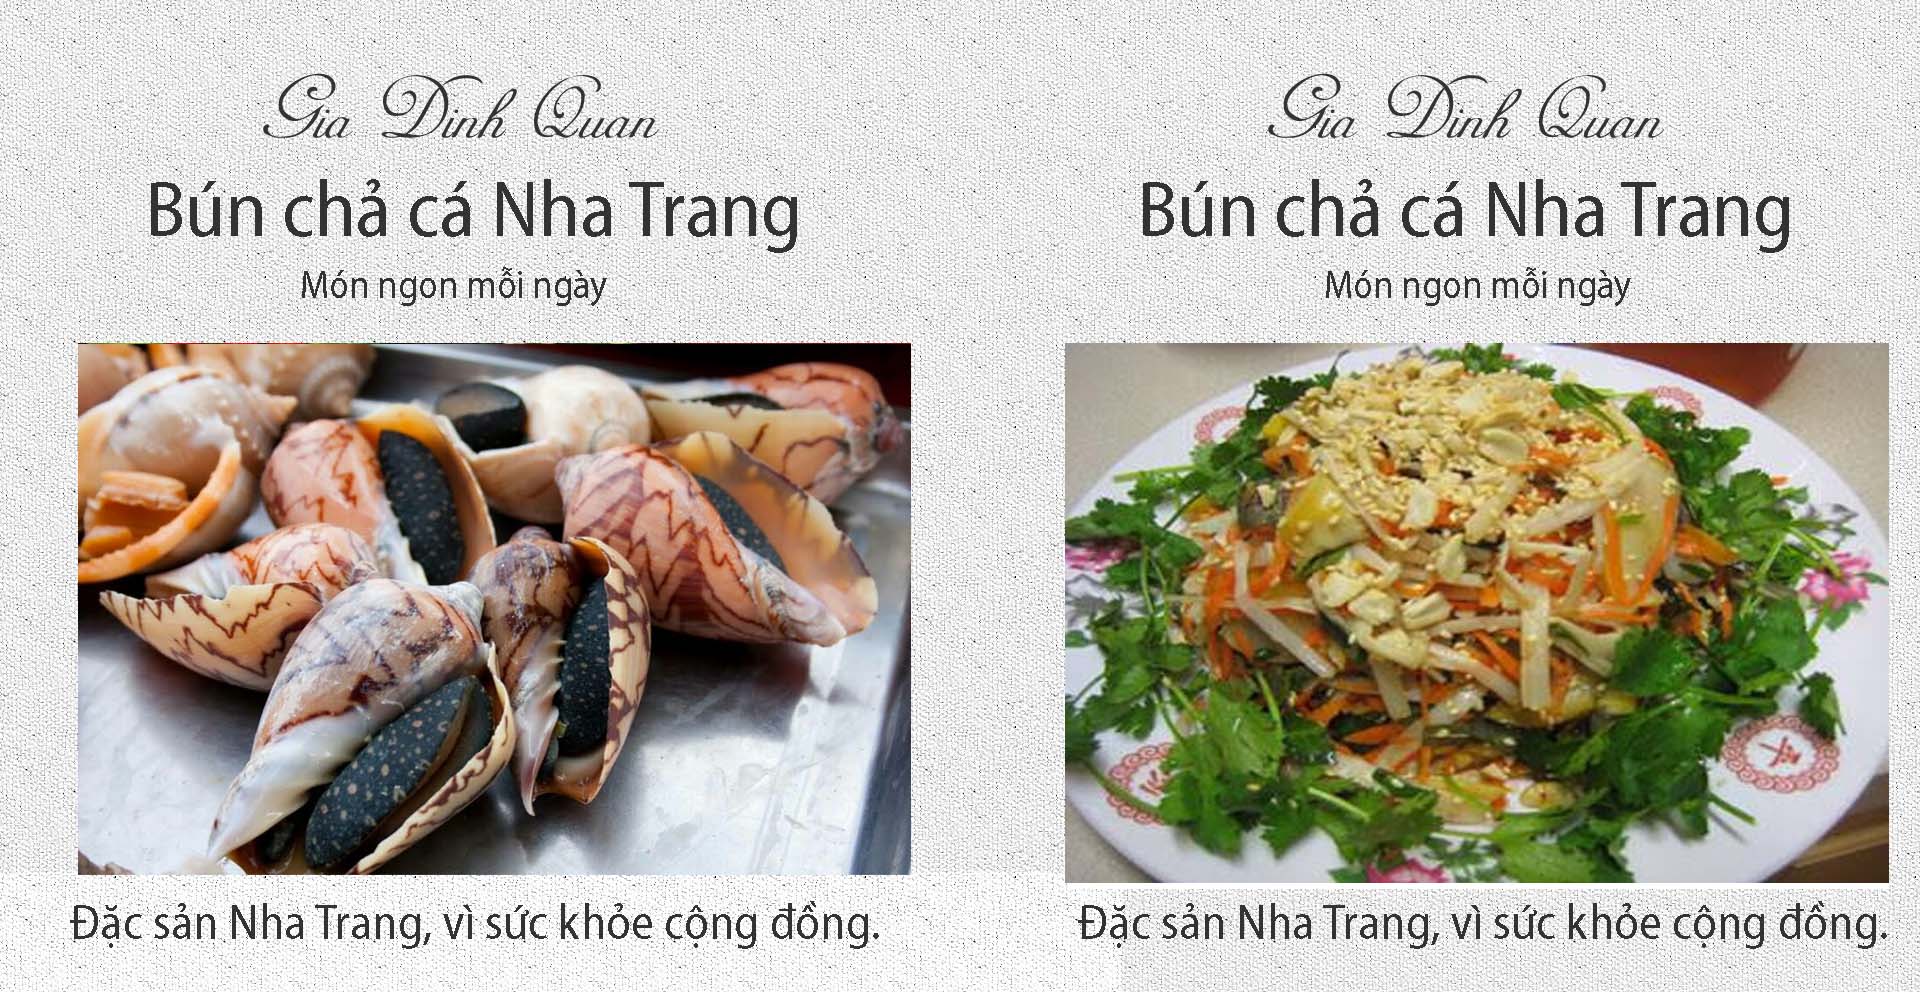 Gia Dinh Quan
Bún chả cá Nha Trang
Món ngon mỗi ngày
Đặc sản Nha Trang, vì sức khỏe cộng đồng.
Gia Dinh Quan
Bún chả cá Nha Trang
Món ngon mỗi ngày
Đặc sản Nha Trang, vì sức khỏe cộng đồng.